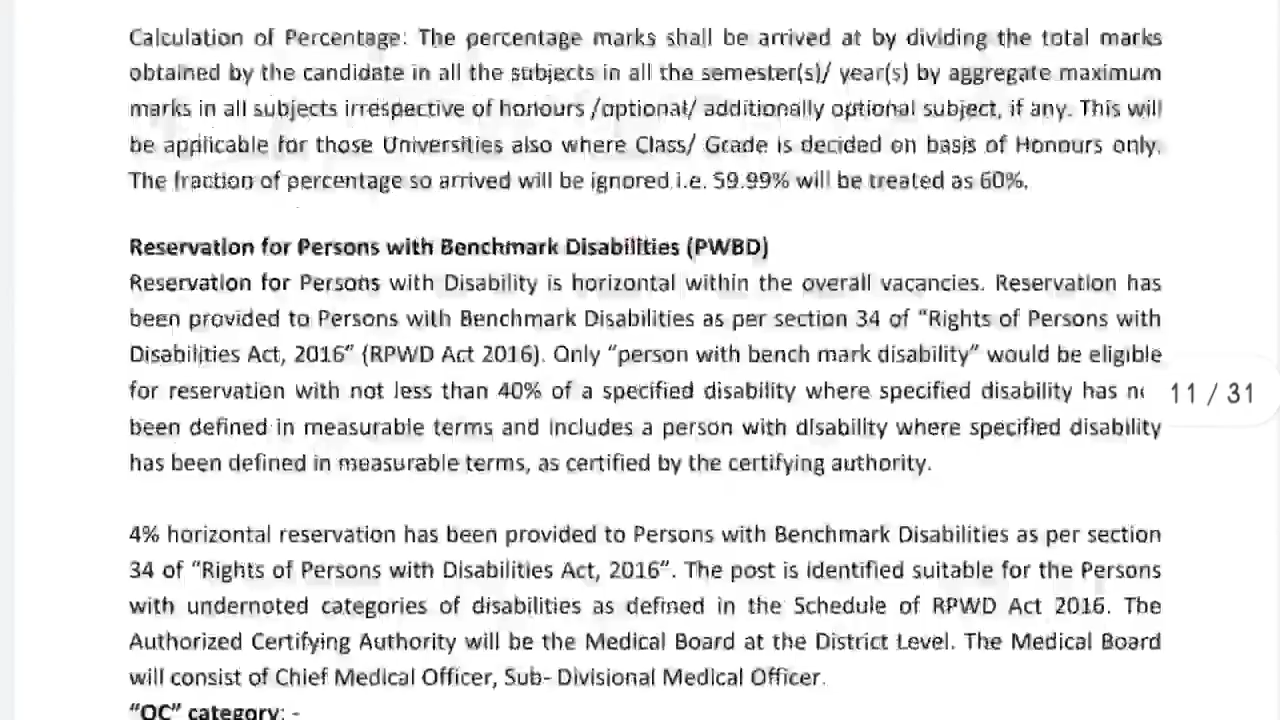 Calculation of Percentage: The percentage marks shall be arrived at by dividing the total marks
obtained by the candidate in all the subjects in all the semester(s)/ year(s) by aggregate maximum
marks in all subjects irrespective of honours /optional/ additionally optional subject, if any. This will
be applicable for those Universities also where Class/ Grade is decided on basis of Honours only.
The fraction of percentage so arrived will be ignored i.e. 59.99% will be treated as 60%.
Reservation for Persons with Benchmark Disabilities (PWBD)
Reservation for Persons with Disability is horizontal within the overall vacancies. Reservation has
been provided to Persons with Benchmark Disabilities as per section 34 of "Rights of Persons with
Disabilities Act, 2016" (RPWD Act 2016). Only "person with bench mark disability" would be eligible
for reservation with not less than 40% of a specified disability where specified disability has
11 / 31
been defined in measurable terms and includes a person with disability where specified disability
has been defined in measurable terms, as certified by the certifying authority.
4% horizontal reservation has been provided to Persons with Benchmark Disabilities as per section
34 of "Rights of Persons with Disabilities Act, 2016". The post is identified suitable for the Persons
with undernoted categories of disabilities as defined in the Schedule of RPWD Act 2016. The
Authorized Certifying Authority will be the Medical Board at the District Level. The Medical Board
will consist of Chief Medical Officer, Sub- Divisional Medical Officer.
"OC" category: -